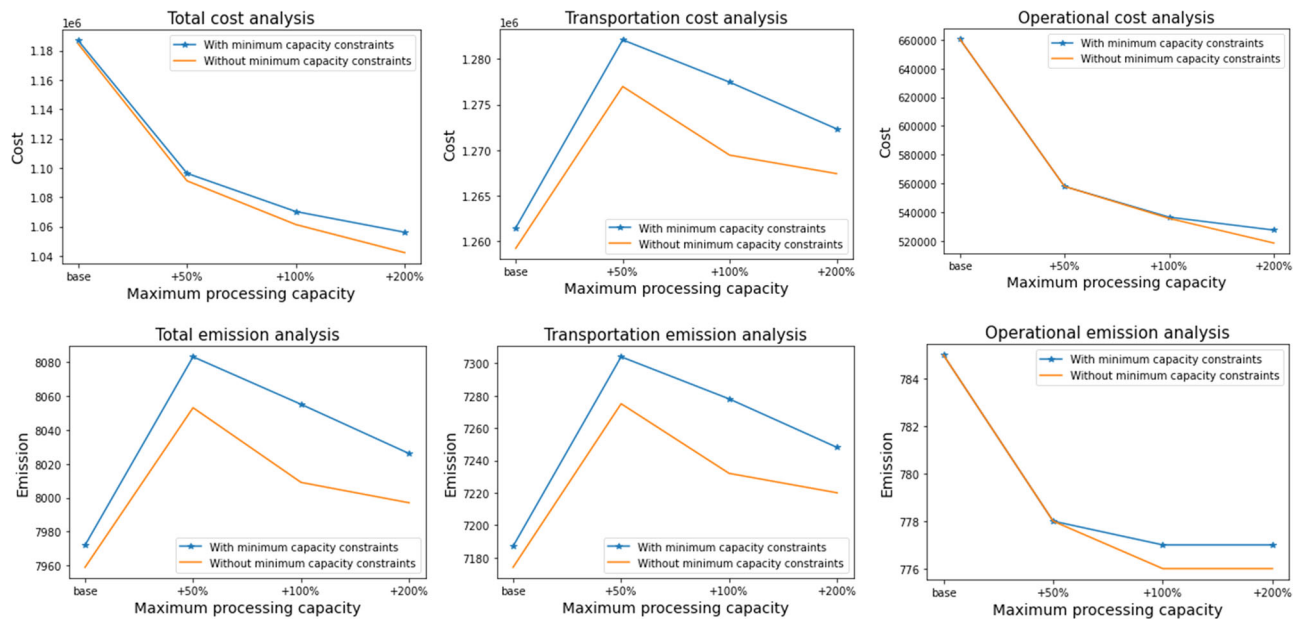 Total cost analysis
1e6
With minimum capacity constraints
Without minimum capacity constraints
1.18
1.16
1.14
1.12
1.10
1.08
1.06
1.04
Cost
base
+50%
+100%
+200%
Maximum processing capacity
Transportation cost analysis
1e6
1.280
1.275
1.270
1.265
1.260
Cost
With minimum capacity constraints
Without minimum capacity constraints
base
+50%
+100%
+200%
Maximum processing capacity
Operational cost analysis
With minimum capacity constraints
Without minimum capacity constraints
660000
640000
620000
600000
580000
560000
540000
520000
Cost
base
+50%
+100%
+200%
Maximum processing capacity
Total emission analysis
8080
8060
8040
8020
8000
7980
7960
Emission
With minimum capacity constraints
Without minimum capacity constraints
base
+50%
+100%
+200%
Maximum processing capacity
Transportation emission analysis
7300
7280
7260
7240
7220
7200
7180
Emission
With minimum capacity constraints
Without minimum capacity constraints
base
+50%
+100%
+200%
Maximum processing capacity
Operational emission analysis
With minimum capacity constraints
Without minimum capacity constraints
784
782
780
778
776
Emission
base
+50%
+100%
+200%
Maximum processing capacity